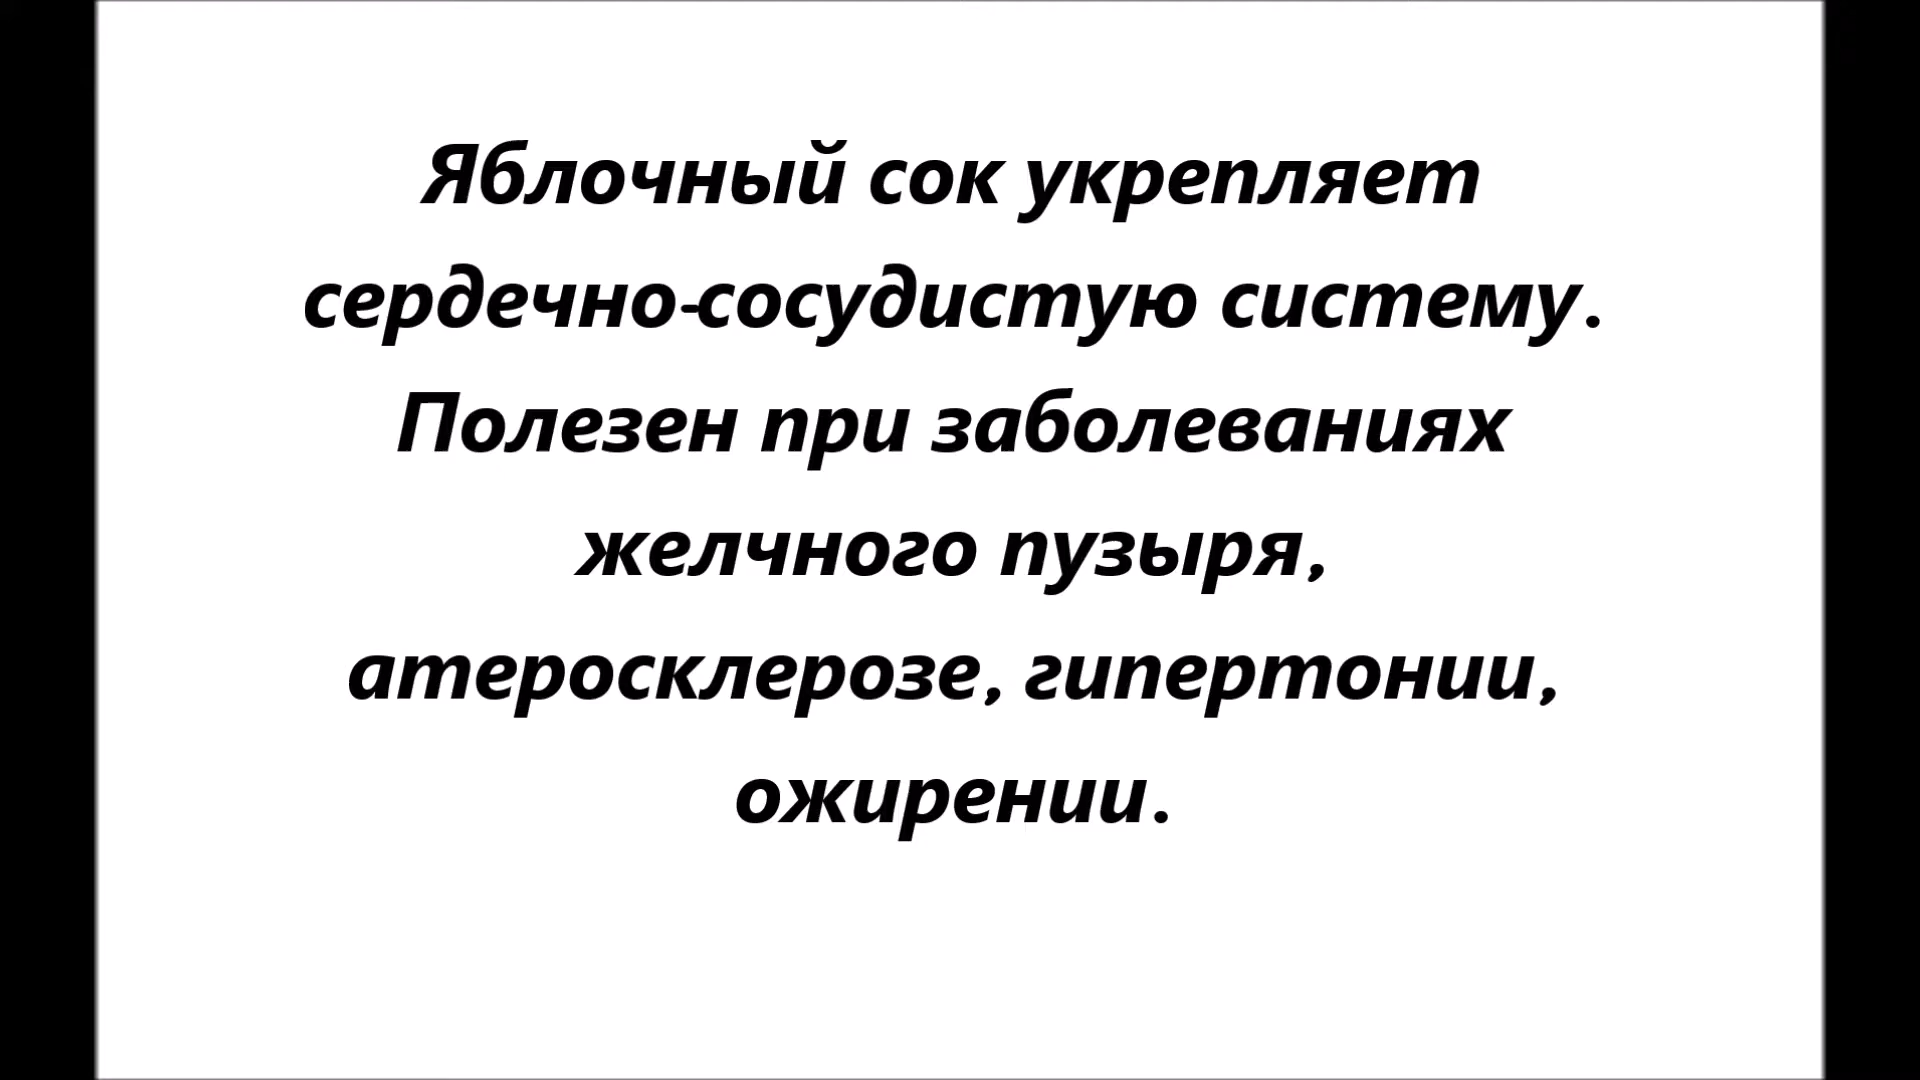 Яблочный сок укрепляет
сердечно-сосудистую систему.
Полезен при заболеваниях
желчного пузыря,
атеросклерозе, гипертонии,
ожирении.